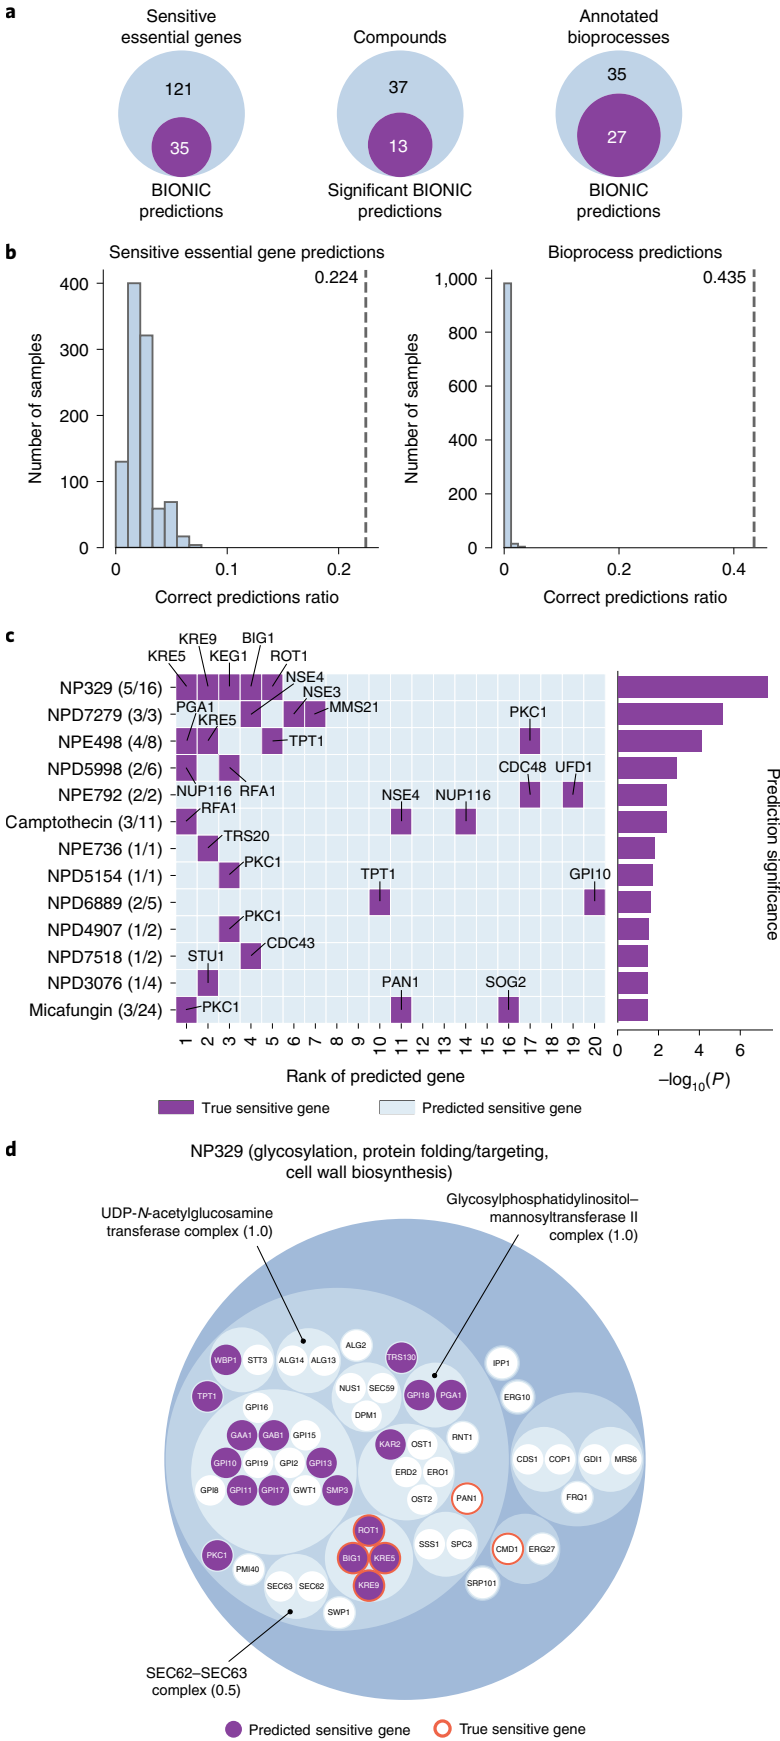 a
Sensitive
essential genes
121
35
BIONIC
predictions
Compounds
37
13
Significant BIONIC
predictions
Annotated
bioprocesses
35
27
BIONIC
predictions
b
Sensitive essential gene predictions
0.224
400
300
200
100
0
Number of samples
0
0.1
0.2
Correct predictions ratio
Bioprocess predictions
0.435
1,000
800
600
400
200
0
Number of samples
0
0.2
0.4
Correct predictions ratio
c
KRE9
BIG1
KRE5
KEG1
ROT1
NP329 (5/16)
NSE4
NSE3
NPD7279 (3/3)
MMS21
PGA1
KRE5
PKC1
NPE498 (4/8)
TPT1
NPD5998 (2/6)
CDC48
UFD1
NUP116
RFA1
NPE792 (2/2)
NSE4
NUP116
RFA1
Camptothecin (3/11)
TRS20
NPE736 (1/1)
PKC1
NPD5154 (1/1)
TPT1
GPI10
NPD6889 (2/5)
PKC1
NPD4907 (1/2)
CDC43
NPD7518 (1/2)
STU1
NPD3076 (1/4)
PAN1
SOG2
Micafungin (3/24)
PKC1
1
2
3
4
5
6
7
8
9
10
11
12
13
14
15
16
17
18
19
20
Rank of predicted gene
True sensitive gene
Predicted sensitive gene
Prediction significance
0
2
4
6
−log10(P)
d
NP329 (glycosylation, protein folding/targeting,
cell wall biosynthesis)
UDP-N-acetylglucosamine
transferase complex (1.0)
Glycosylphosphatidylinositol–
mannosyltransferase II
complex (1.0)
WBP1
STT3
ALG14
ALG13
ALG2
TRS130
IPP1
TPT1
NUS1
SEC59
DPM1
GPI18
PGA1
ERG10
GPI16
GAA1
GAB1
GPI15
KAR2
OST1
RNT1
GPI10
GPI19
GPI2
GPI13
ERD2
ERO1
CDS1
COP1
GDI1
MRS6
GPI8
GPI11
GPI17
GWT1
SMP3
OST2
PAN1
FRQ1
ROT1
PKC1
PMI40
BIG1
KRE5
SSS1
SPC3
CMD1
ERG27
SEC63
SEC62
KRE9
SRP101
SWP1
SEC62–SEC63
complex (0.5)
Predicted sensitive gene
True sensitive gene